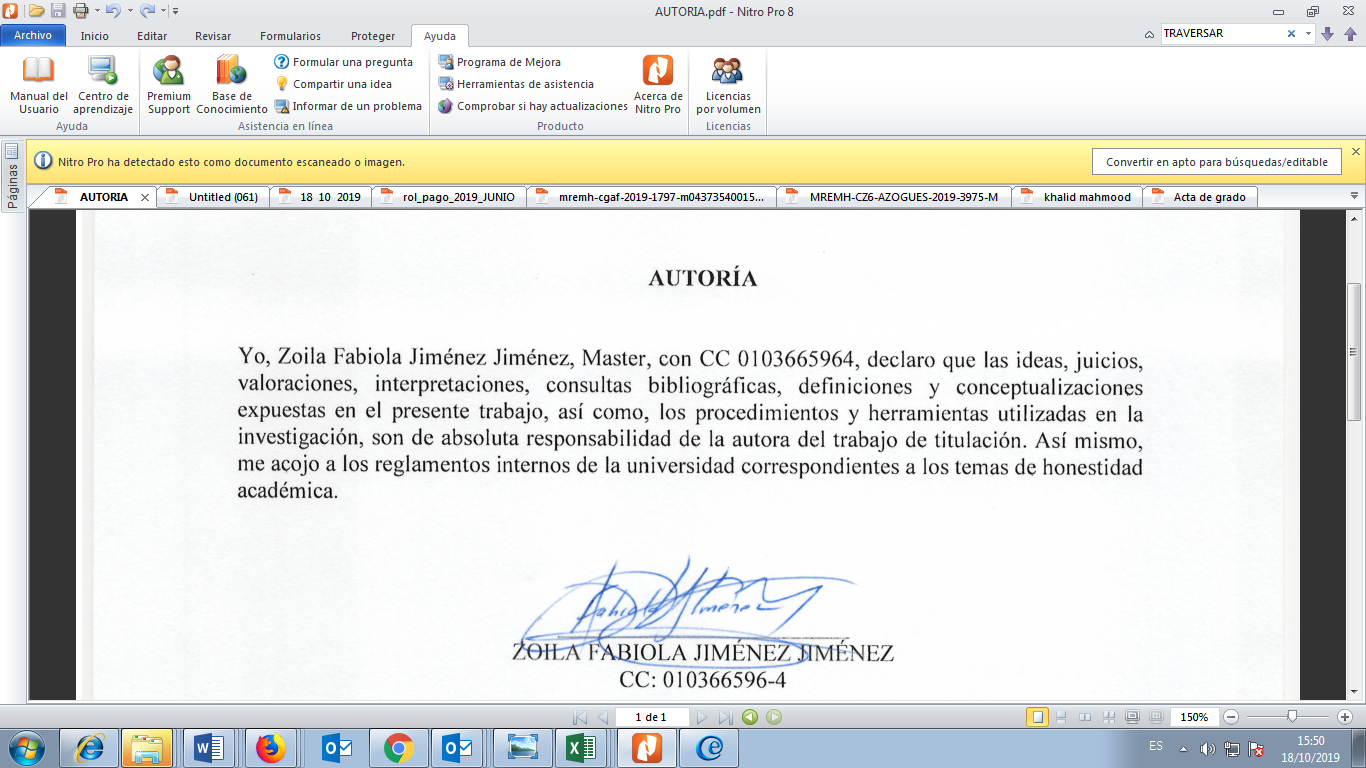 AUTORIA.pdf - Nitro Pro 8
Archivo Inicio Editar Revisar Formularios Proteger Ayuda TRAVERSAR
Manual del Usuario
Centro de aprendizaje
Ayuda
Premium Support
Base de Conocimiento
Formular una pregunta
Compartir una idea
Informar de un problema
Asistencia en línea
Programa de Mejora
Herramientas de asistencia
Comprobar si hay actualizaciones
Acerca de Nitro Pro
Producto
Licencias por volumen
Licencias
Páginas
Nitro Pro ha detectado esto como documento escaneado o imagen.
Convertir en apto para búsquedas/editable
AUTORIA Untitled (061) 18 10 2019 rol_pago_2019_JUNIO mremh-cgaf-2019-1797-m04373540015... MREMH-CZ6-AZOGUES-2019-3975-M khalid mahmood Acta de grado
AUTORÍA
Yo, Zoila Fabiola Jiménez Jiménez, Master, con CC 0103665964, declaro que las ideas, juicios,
valoraciones, interpretaciones, consultas bibliográficas, definiciones y conceptualizaciones
expuestas en el presente trabajo, así como, los procedimientos y herramientas utilizadas en la
investigación, son de absoluta responsabilidad de la autora del trabajo de titulación. Así mismo,
me acojo a los reglamentos internos de la universidad correspondientes a los temas de honestidad
académica.
Fabiola Jiménez
ZOILA FABIOLA JIMÉNEZ JIMÉNEZ
CC: 010366596-4
1 de 1
150%
ES
15:50
18/10/2019